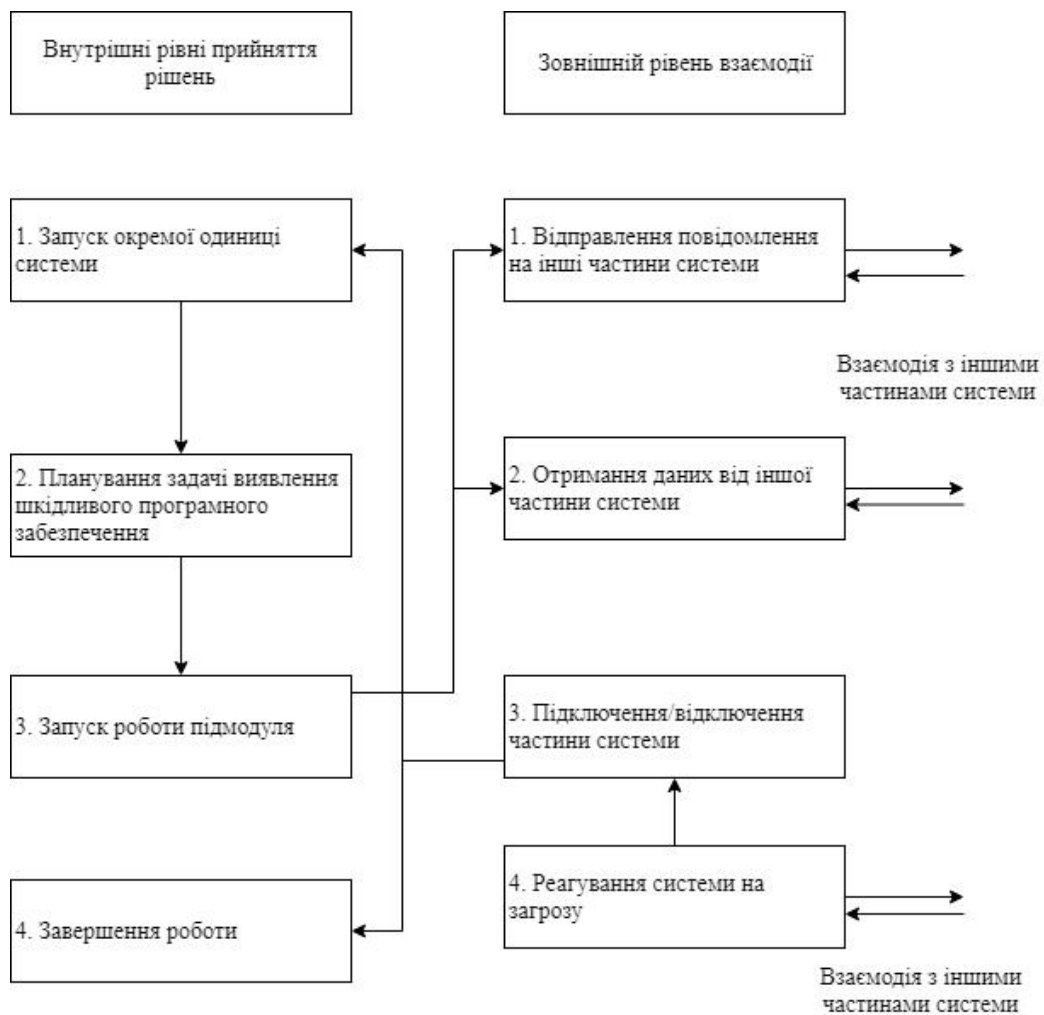 Внутрішні рівні прийняття
рішень
Зовнішній рівень взаємодії
1. Запуск окремої одиниці
системи
1. Відправлення повідомлення
на інші частини системи
Взаємодія з іншими
частинами системи
2. Планування задачі виявлення
шкідливого програмного
забезпечення
2. Отримання даних від іншої
частини системи
3. Запуск роботи підмодуля
3. Підключення/відключення
частини системи
4. Завершення роботи
4. Реагування системи на
загрозу
Взаємодія з іншими
частинами системи